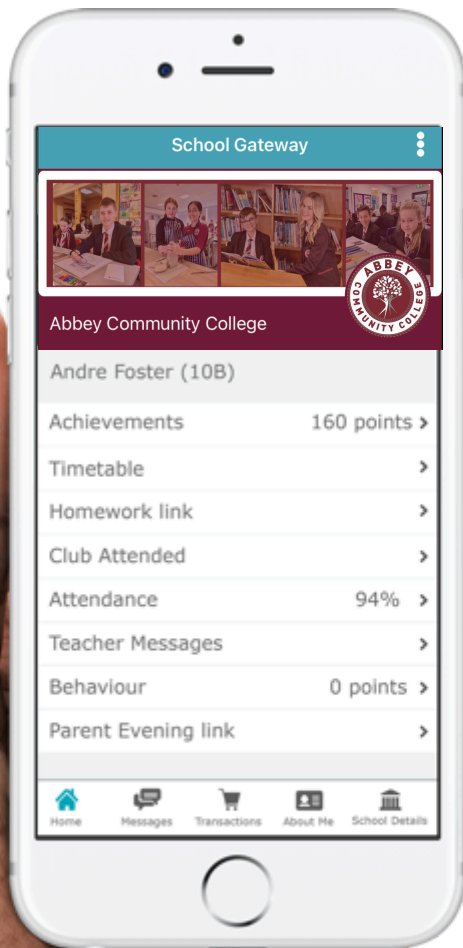 School Gateway
ABBEY COMMUNITY COLLEGE
Abbey Community College
Andre Foster (10B)
Achievements 160 points
Timetable
Homework link
Club Attended
Attendance 94%
Teacher Messages
Behaviour 0 points
Parent Evening link
Home Messages Transactions About Me School Details